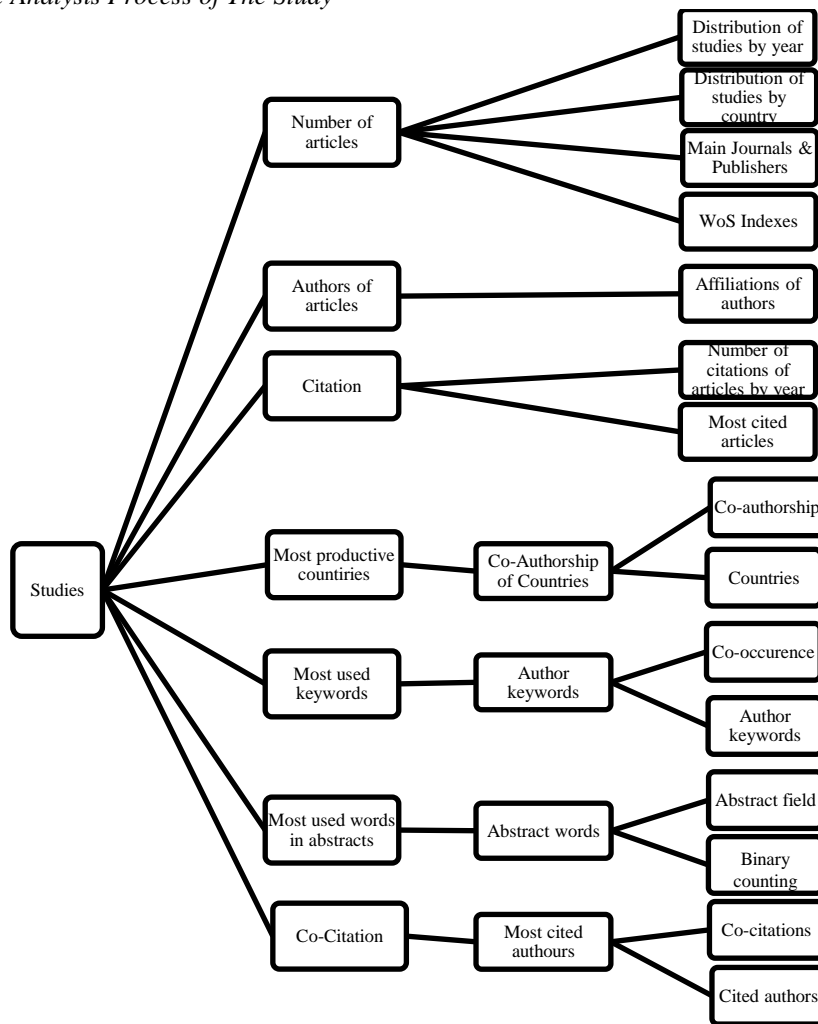 Analysis Process of The Study
Distribution of
studies by year
Distribution of
studies by
country
Number of
articles
Main Journals &
Publishers
WoS Indexes
Authors of
articles
Affiliations of
authors
Citation
Number of
citations of
articles by year
Most cited
articles
Studies
Most productive
countiries
Co-Authorship
of Countries
Co-authorship
Countries
Most used
keywords
Author
keywords
Co-occurence
Author
keywords
Most used words
in abstracts
Abstract words
Abstract field
Binary
counting
Co-Citation
Most cited
authours
Co-citations
Cited authors